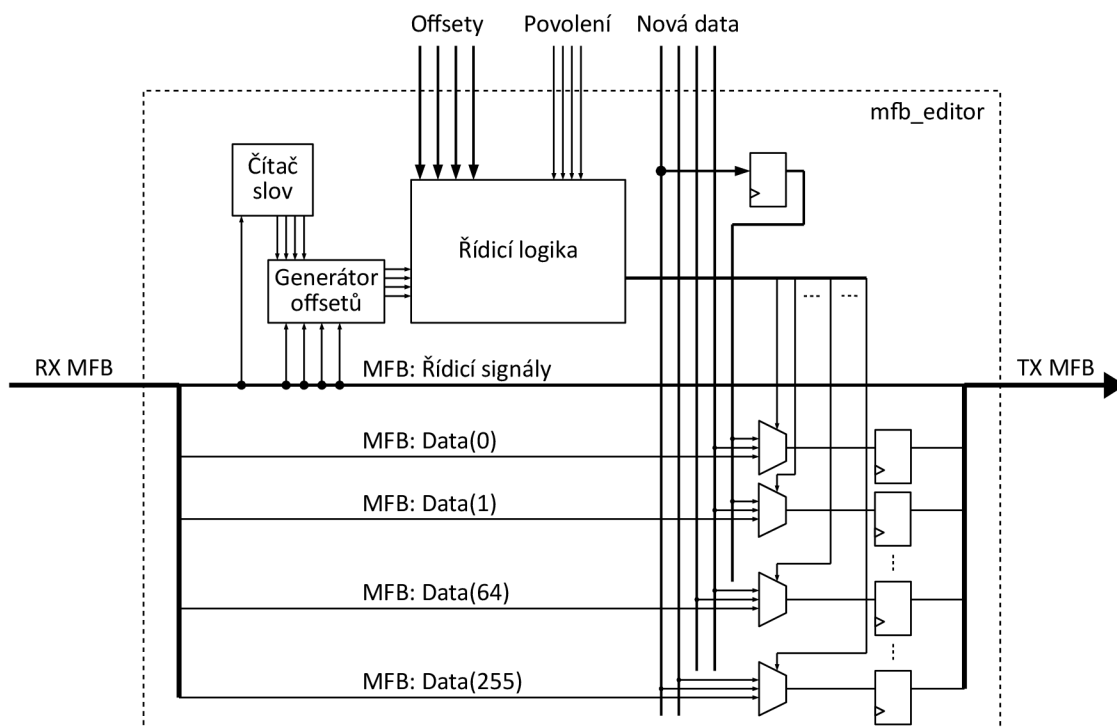 Offsety
Povolení
Nová data
mfb_editor
Čítač
slov
Generátor
offsetů
Řídicí logika
RX MFB
MFB: Řídicí signály
TX MFB
MFB: Data(0)
MFB: Data(1)
MFB: Data(64)
MFB: Data(255)